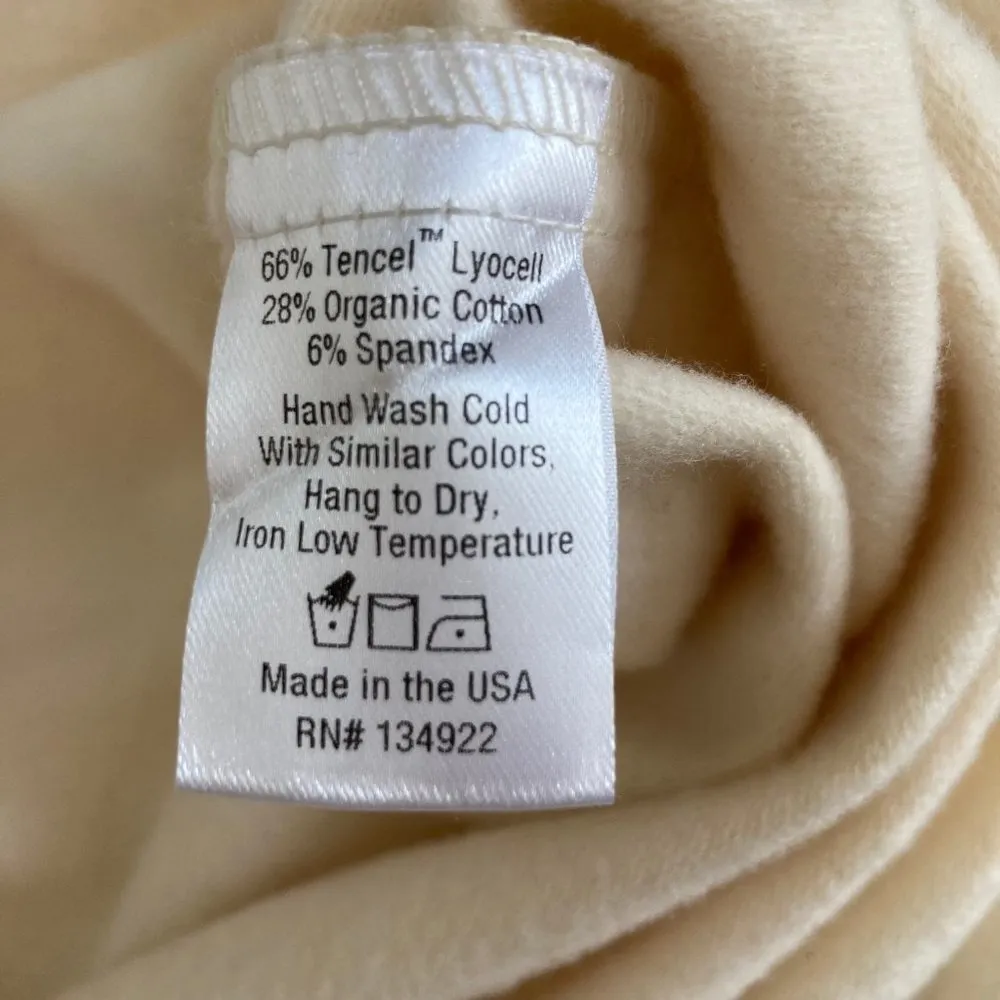 66% Tencel™ Lyocell
28% Organic Cotton
6% Spandex
Hand Wash Cold
With Similar Colors,
Hang to Dry,
Iron Low Temperature
Made in the USA
RN# 134922